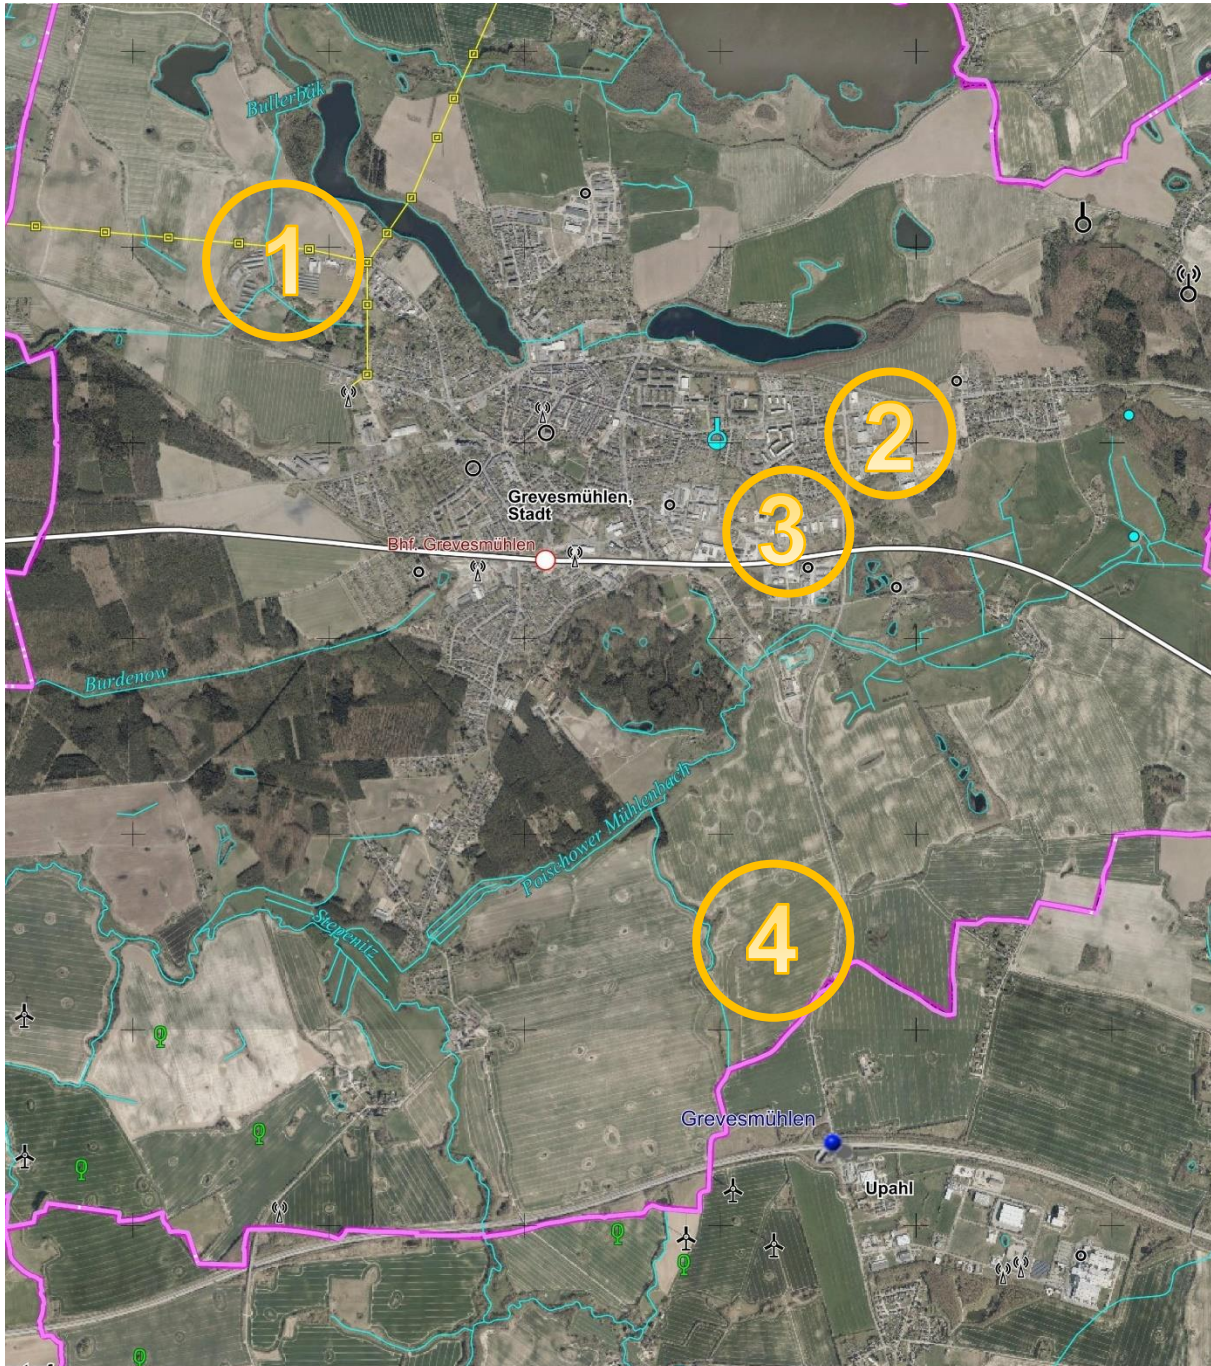 Bullerbäk
1
2
Grevesmühlen,
Stadt
3
Bhf. Grevesmühlen
Burdenow
Poischower Mühlenbach
4
Stepenitz
Grevesmühlen
Upahl